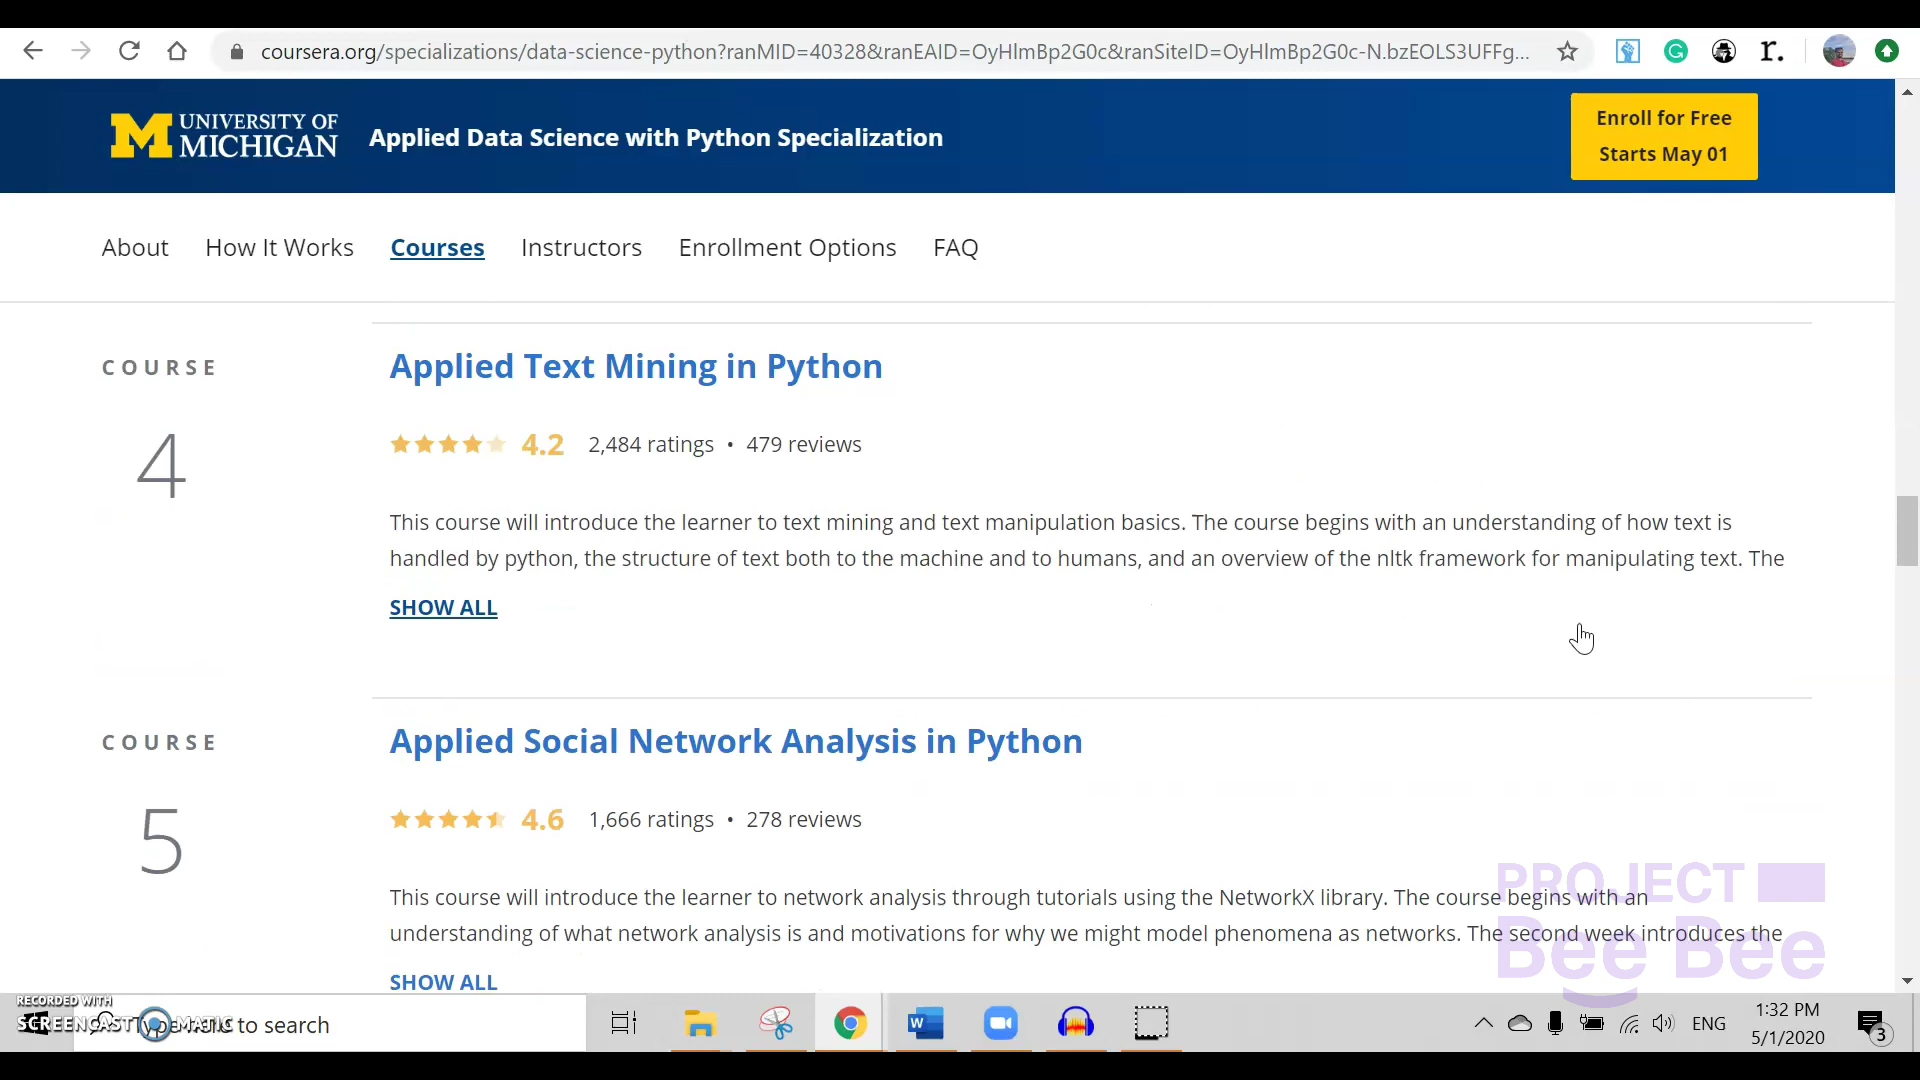 coursera.org/specializations/data-science-python?ranMID=40328&ranEAID=OyHlmBp2G0c&ranSiteID=OyHlmBp2G0c-N.bzEOLS3UFFg...
r.
M UNIVERSITY OF
MICHIGAN
Applied Data Science with Python Specialization
Enroll for Free
Starts May 01
About How It Works Courses Instructors Enrollment Options FAQ
COURSE
4
Applied Text Mining in Python
4.2 2,484 ratings • 479 reviews
This course will introduce the learner to text mining and text manipulation basics. The course begins with an understanding of how text is
handled by python, the structure of text both to the machine and to humans, and an overview of the nltk framework for manipulating text. The
SHOW ALL
COURSE
5
Applied Social Network Analysis in Python
4.6 1,666 ratings • 278 reviews
This course will introduce the learner to network analysis through tutorials using the NetworkX library. The course begins with an
understanding of what network analysis is and motivations for why we might model phenomena as networks. The second week introduces the
SHOW ALL
PROJECT
Bee Bee
RECORDED WITH
SCREENCAST MATIC
Type here to search
W
ENG
1:32 PM
5/1/2020
3